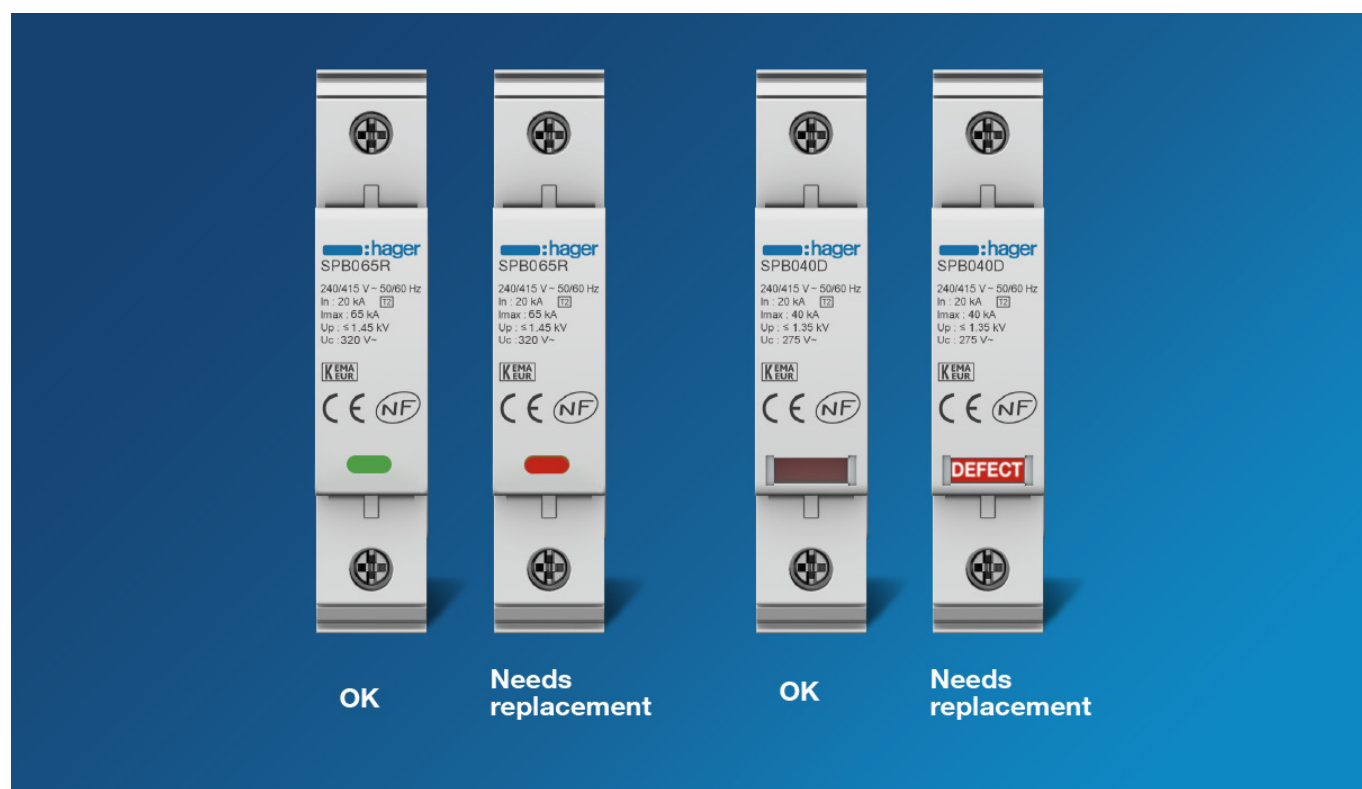 :hager
SPB065R
240/415 V ~ 50/60 Hz
In : 20 kA T2
Imax : 65 kA
Up : ≤ 1.45 kV
Uc : 320 V~
KEMA
EUR
CE NF
OK
:hager
SPB065R
240/415 V ~ 50/60 Hz
In : 20 kA T2
Imax : 65 kA
Up : ≤ 1.45 kV
Uc : 320 V~
KEMA
EUR
CE NF
Needs
replacement
:hager
SPB040D
240/415 V ~ 50/60 Hz
In : 20 kA T2
Imax : 40 kA
Up : ≤ 1.35 kV
Uc : 275 V~
KEMA
EUR
CE NF
OK
:hager
SPB040D
240/415 V ~ 50/60 Hz
In : 20 kA T2
Imax : 40 kA
Up : ≤ 1.35 kV
Uc : 275 V~
KEMA
EUR
CE NF
DEFECT
Needs
replacement